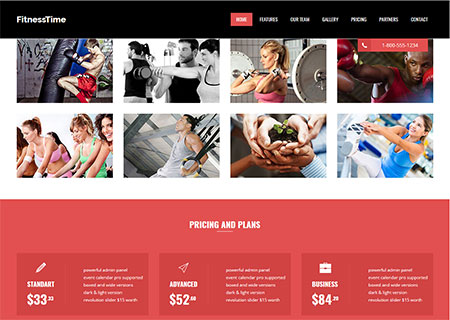 FitnessTime
HOME FEATURES OUR TEAM GALLERY PRICING PARTNERS CONTACT
1-800-555-1234
PRICING AND PLANS
STANDART
$33.33
powerful admin panel
event calendar pro supported
boxed and wide versions
dark & light version
revolution slider $15 worth
ADVANCED
$52
powerful admin panel
event calendar pro supported
boxed and wide versions
dark & light version
revolution slider $15 worth
BUSINESS
$84
powerful admin panel
event calendar pro supported
boxed and wide versions
dark & light version
revolution slider $15 worth